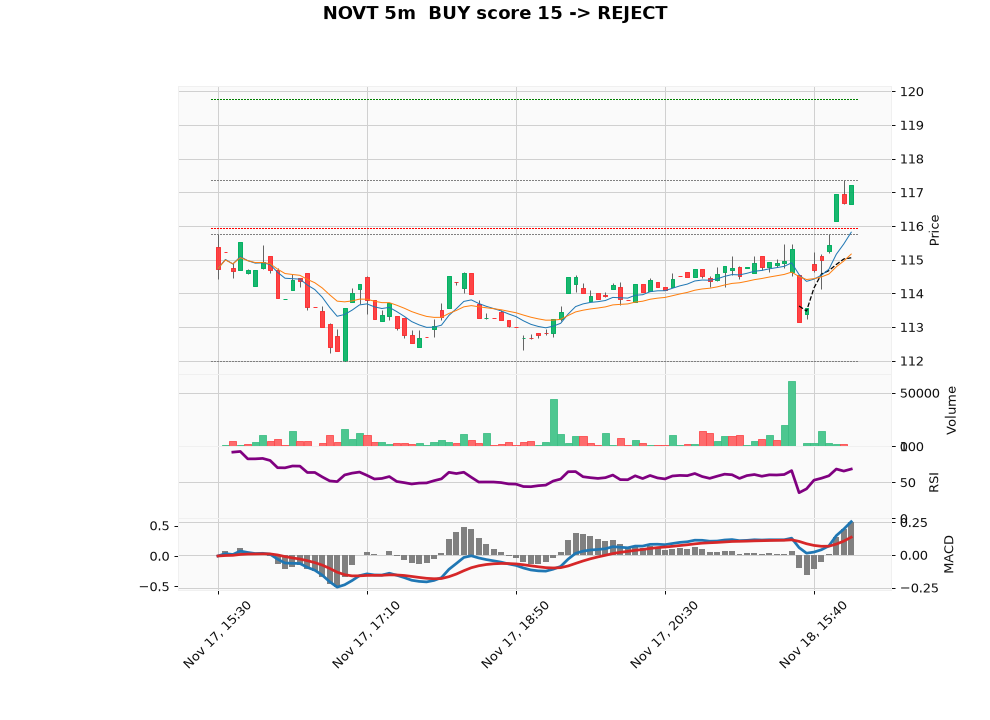 NOVT 5m  BUY score 15 -> REJECT
120
119
118
117
116
115
114
113
112
Price
50000
0
Volume
100
50
0
RSI
0.5
0.0
−0.5
0.25
0.00
−0.25
MACD
Nov 17, 15:30
Nov 17, 17:10
Nov 17, 18:50
Nov 17, 20:30
Nov 18, 15:40